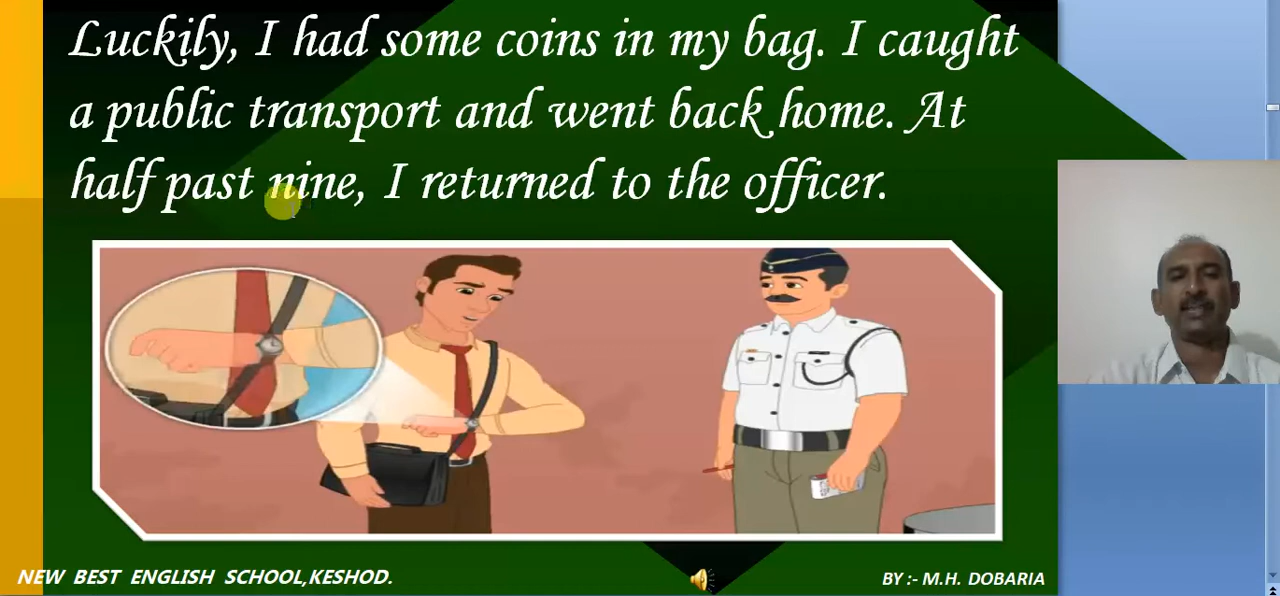 Luckily, I had some coins in my bag. I caught
a public transport and went back home. At
half past nine, I returned to the officer.
NEW BEST ENGLISH SCHOOL,KESHOD.
BY :- M.H. DOBARIA